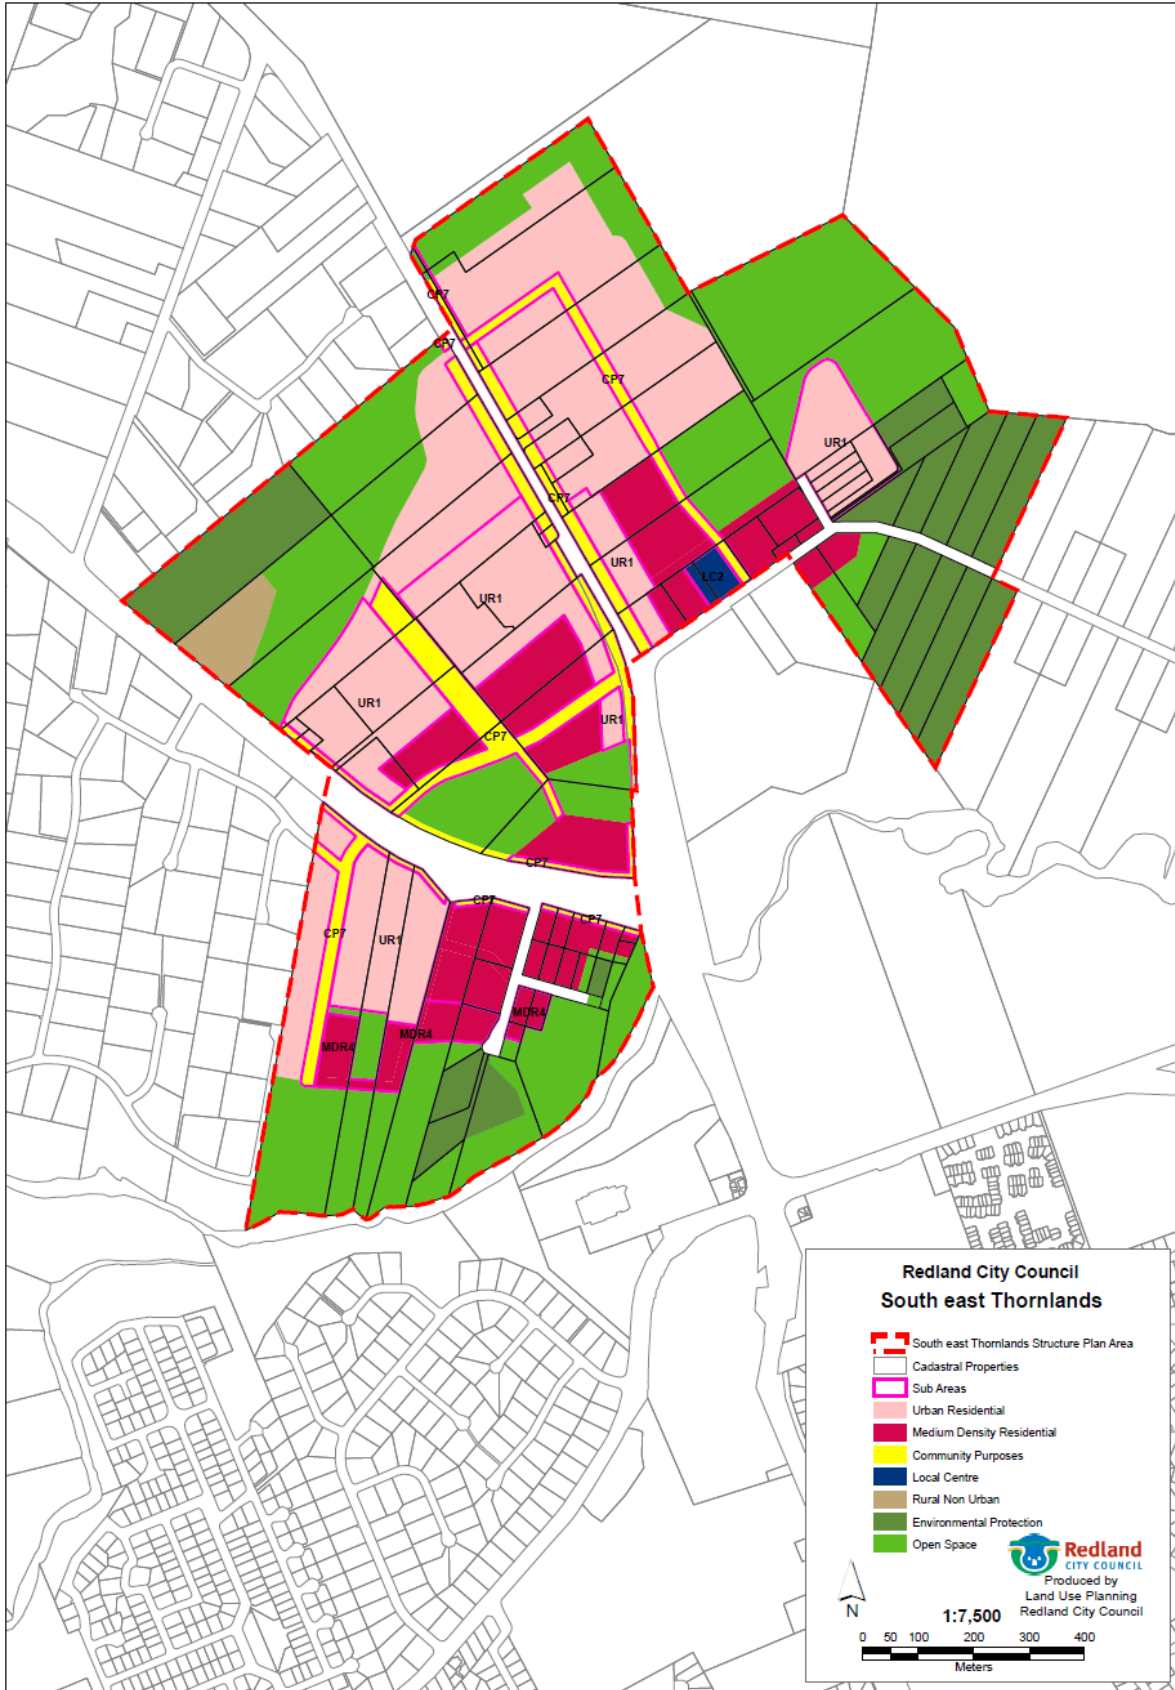 CP7
CP7
CP7
UR1
CP7
UR1
LC2
UR1
UR1
UR1
CP7
CP7
CP7
CP7
CP7
UR1
MDR4
MDR4
MDR4
Redland City Council
South east Thornlands
South east Thornlands Structure Plan Area
Cadastral Properties
Sub Areas
Urban Residential
Medium Density Residential
Community Purposes
Local Centre
Rural Non Urban
Environmental Protection
Open Space
Redland
CITY COUNCIL
Produced by
Land Use Planning
Redland City Council
N
1:7,500
0 50 100 200 300 400
Meters